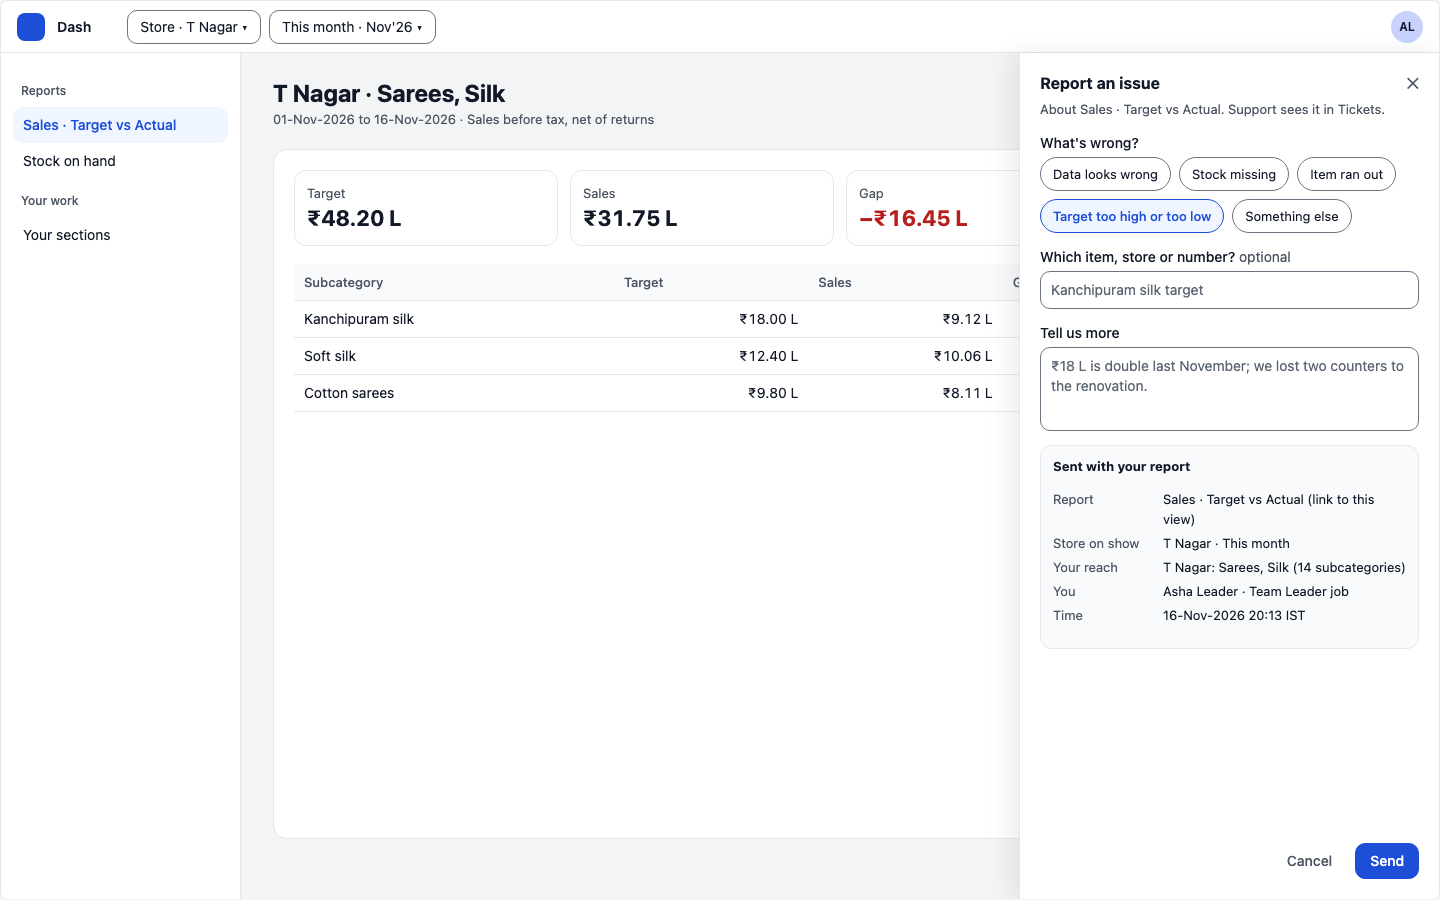 Dash
Store · T Nagar ▾
This month · Nov'26 ▾
AL
Reports
Sales · Target vs Actual
Stock on hand
Your work
Your sections
T Nagar · Sarees, Silk
01-Nov-2026 to 16-Nov-2026 · Sales before tax, net of returns
Target
₹48.20 L
Sales
₹31.75 L
Gap
−₹16.45 L
Subcategory Target Sales
Kanchipuram silk ₹18.00 L ₹9.12 L
Soft silk ₹12.40 L ₹10.06 L
Cotton sarees ₹9.80 L ₹8.11 L
Report an issue
About Sales · Target vs Actual. Support sees it in Tickets.
What's wrong?
Data looks wrong
Stock missing
Item ran out
Target too high or too low
Something else
Which item, store or number? optional
Kanchipuram silk target
Tell us more
₹18 L is double last November; we lost two counters to
the renovation.
Sent with your report
Report Sales · Target vs Actual (link to this
view)
Store on show T Nagar · This month
Your reach T Nagar: Sarees, Silk (14 subcategories)
You Asha Leader · Team Leader job
Time 16-Nov-2026 20:13 IST
Cancel
Send